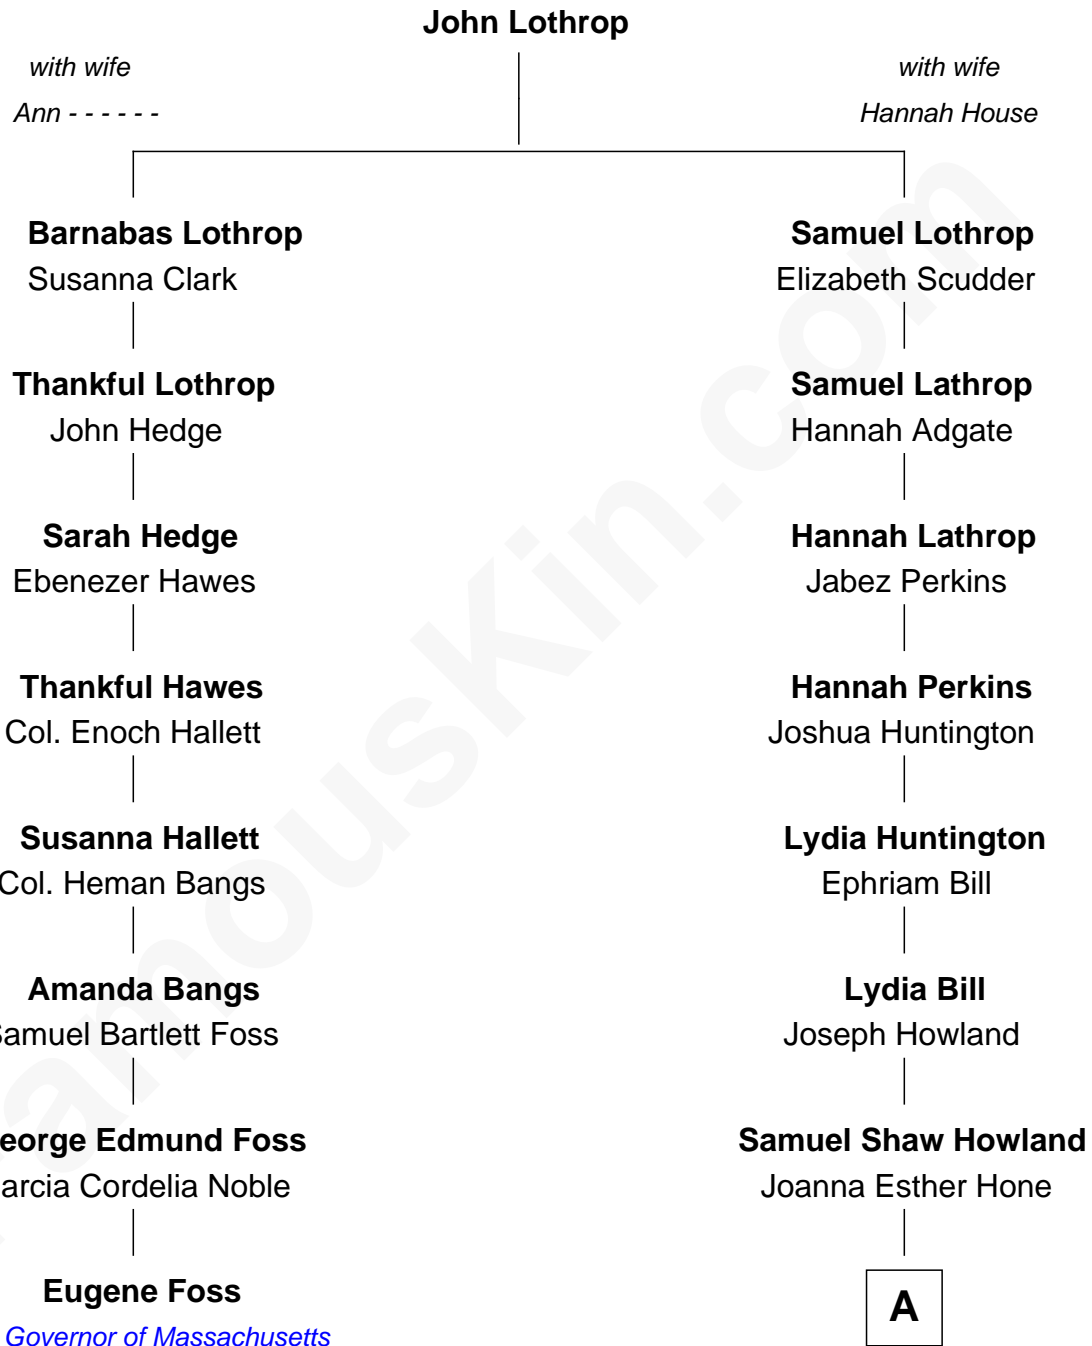 John Lothrop
with wife
Ann - - - - - -
with wife
Hannah House
Barnabas Lothrop
Susanna Clark
Samuel Lothrop
Elizabeth Scudder
Thankful Lothrop
John Hedge
Samuel Lathrop
Hannah Adgate
Sarah Hedge
Ebenezer Hawes
Hannah Lathrop
Jabez Perkins
Thankful Hawes
Col. Enoch Hallett
Hannah Perkins
Joshua Huntington
Susanna Hallett
Col. Heman Bangs
Lydia Huntington
Ephriam Bill
Amanda Bangs
Samuel Bartlett Foss
Lydia Bill
Joseph Howland
eorge Edmund Foss
arcia Cordelia Noble
Samuel Shaw Howland
Joanna Esther Hone
Eugene Foss
Governor of Massachusetts
A
amousKin.com